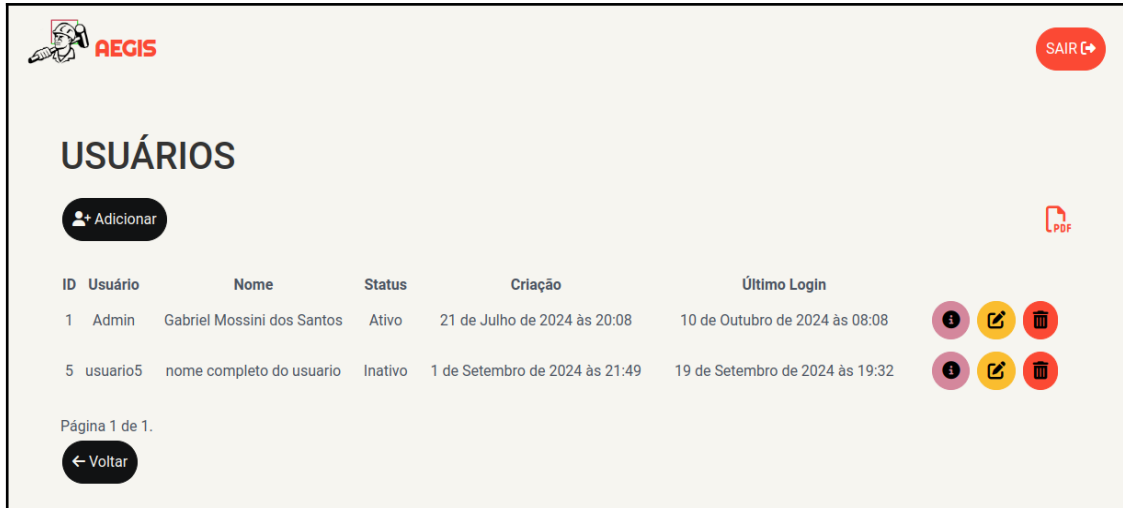 AEGIS
SAIR
USUÁRIOS
Adicionar
PDF
ID Usuário Nome Status Criação Último Login
1 Admin Gabriel Mossini dos Santos Ativo 21 de Julho de 2024 às 20:08 10 de Outubro de 2024 às 08:08
5 usuario5 nome completo do usuario Inativo 1 de Setembro de 2024 às 21:49 19 de Setembro de 2024 às 19:32
Página 1 de 1.
Voltar